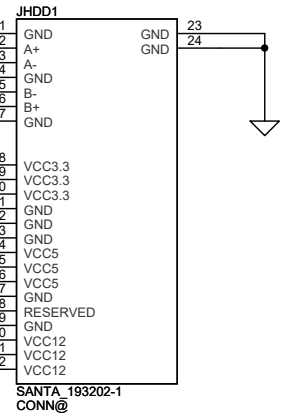 JHDD1
1 GND GND 23
2 A+ GND 24
3 A-
4 GND
5 B-
6 B+
7 GND
8 VCC3.3
9 VCC3.3
0 VCC3.3
1 GND
2 GND
3 GND
4 VCC5
5 VCC5
6 VCC5
7 GND
8 RESERVED
9 GND
0 VCC12
1 VCC12
2 VCC12
SANTA_193202-1
CONN@